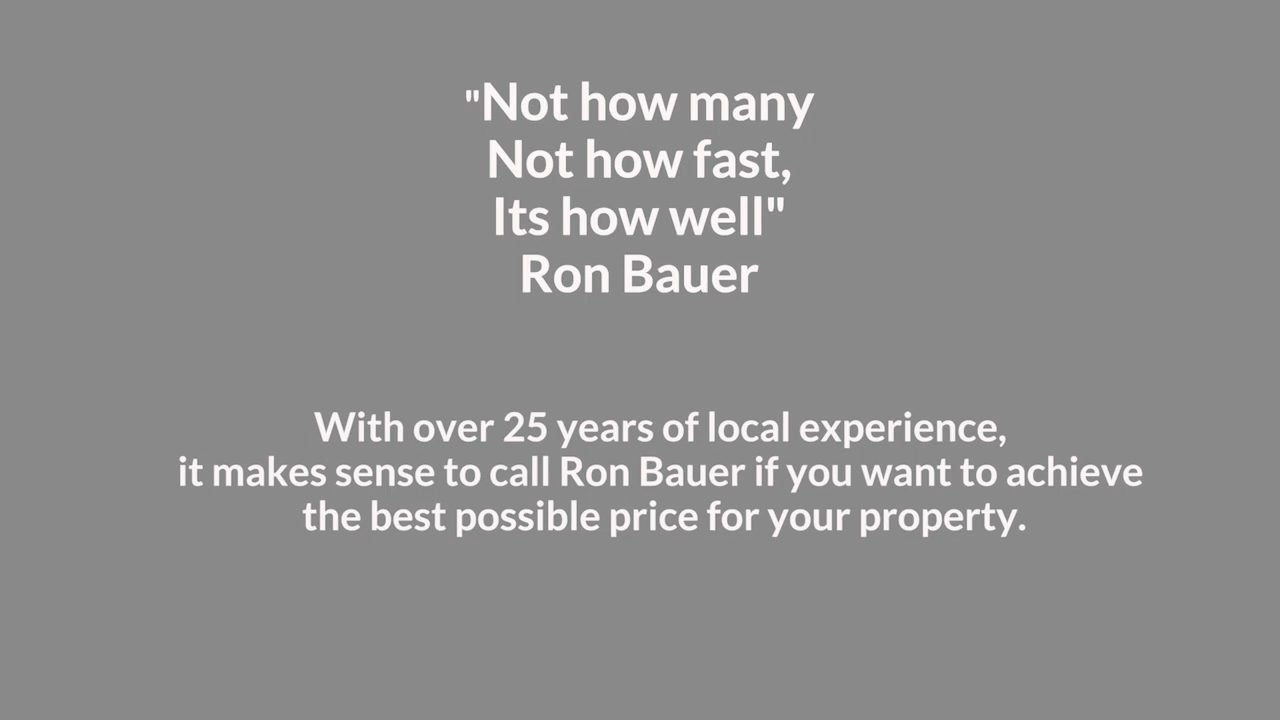 "Not how many
Not how fast,
Its how well"
Ron Bauer
With over 25 years of local experience,
it makes sense to call Ron Bauer if you want to achieve
the best possible price for your property.